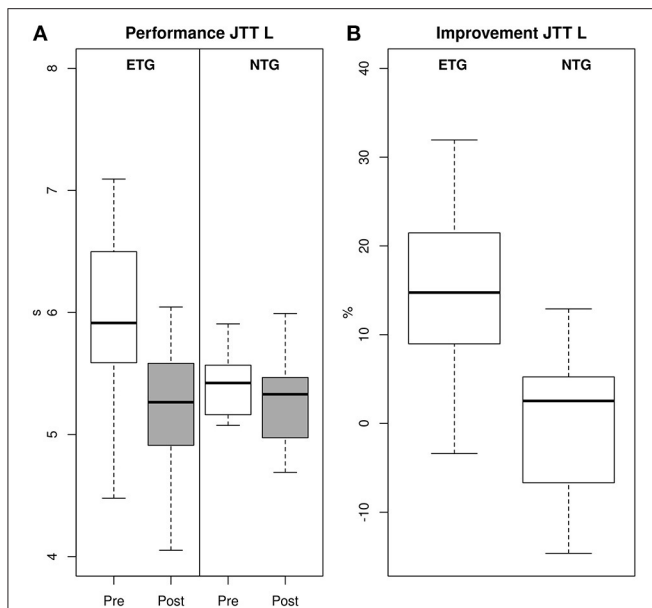 A Performance JTT L
ETG NTG
8
7
6
5
4
s
Pre Post Pre Post
B Improvement JTT L
ETG NTG
40
30
20
10
0
-10
%